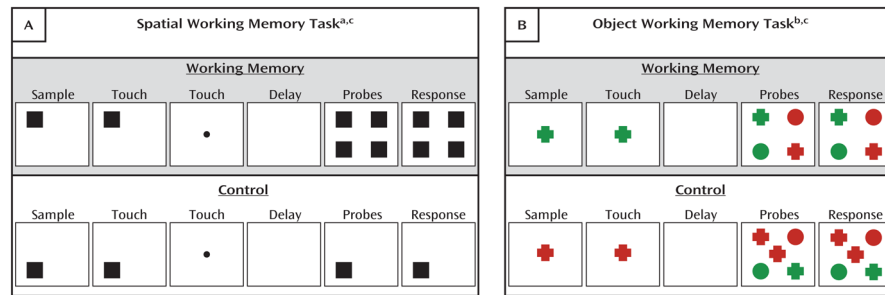 A Spatial Working Memory Taskᵃ,ᶜ
Working Memory
Sample Touch Touch Delay Probes Response
Control
Sample Touch Touch Delay Probes Response
B Object Working Memory Taskᵇ,ᶜ
Working Memory
Sample Touch Delay Probes Response
Control
Sample Touch Delay Probes Response